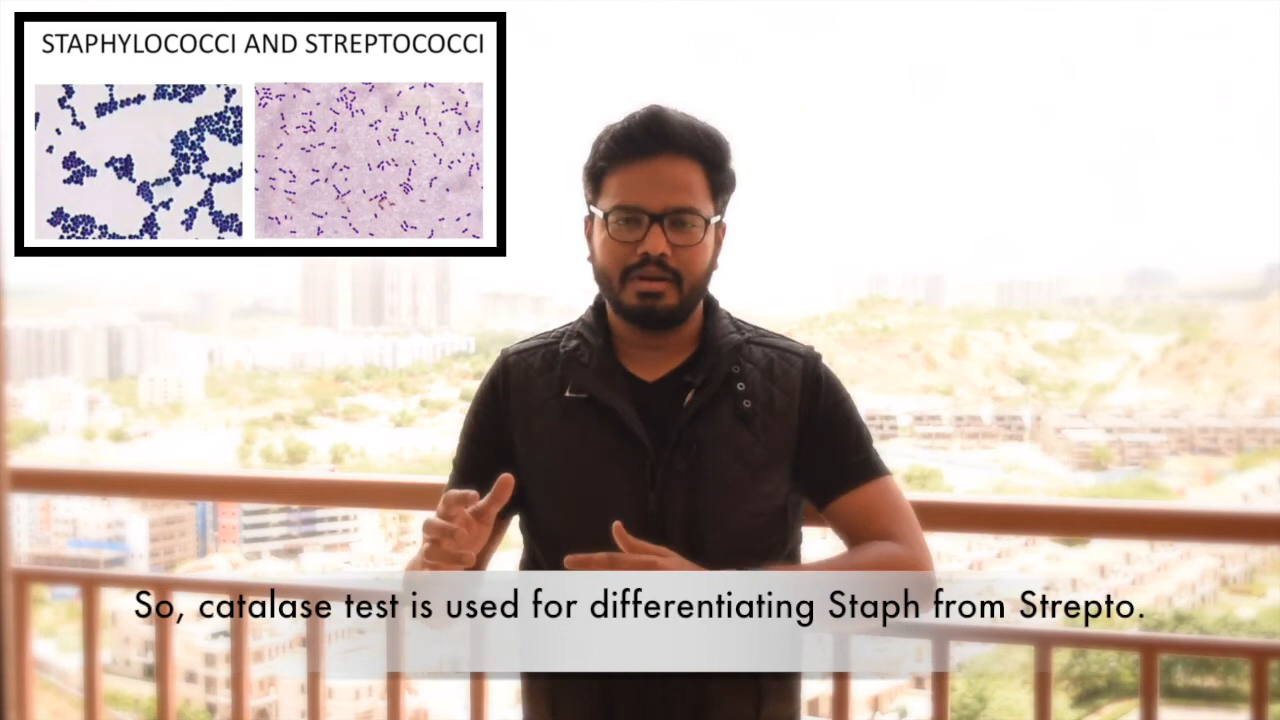 STAPHYLOCOCCI AND STREPTOCOCCI
So, catalase test is used for differentiating Staph from Strepto.